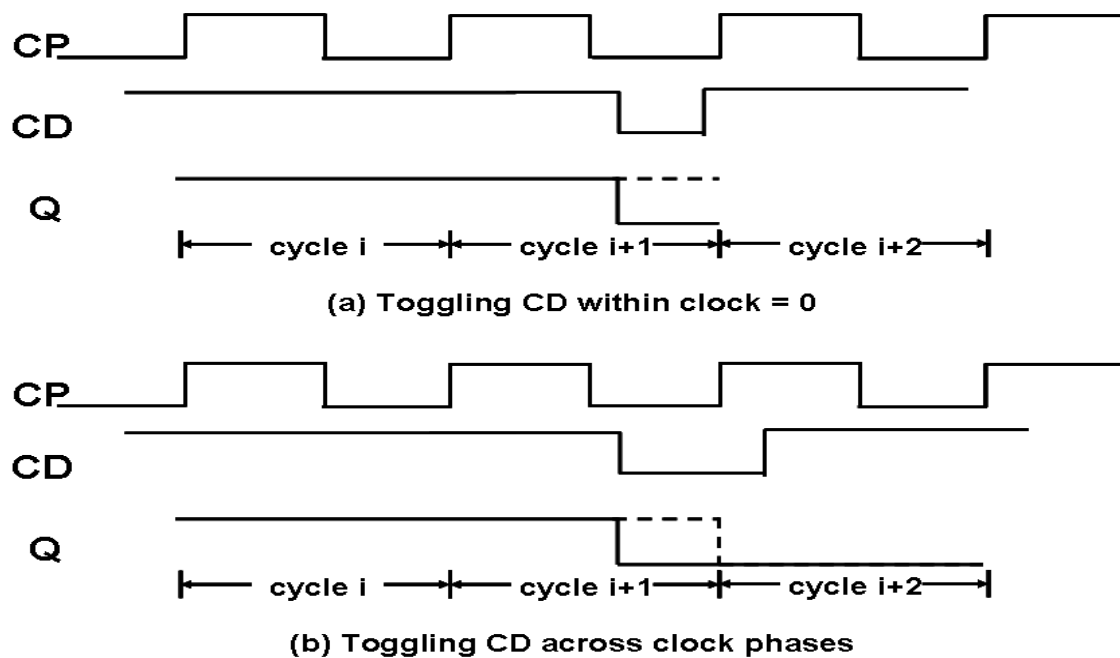 CP
CD
Q
cycle i cycle i+1 cycle i+2
(a) Toggling CD within clock = 0
CP
CD
Q
cycle i cycle i+1 cycle i+2
(b) Toggling CD across clock phases